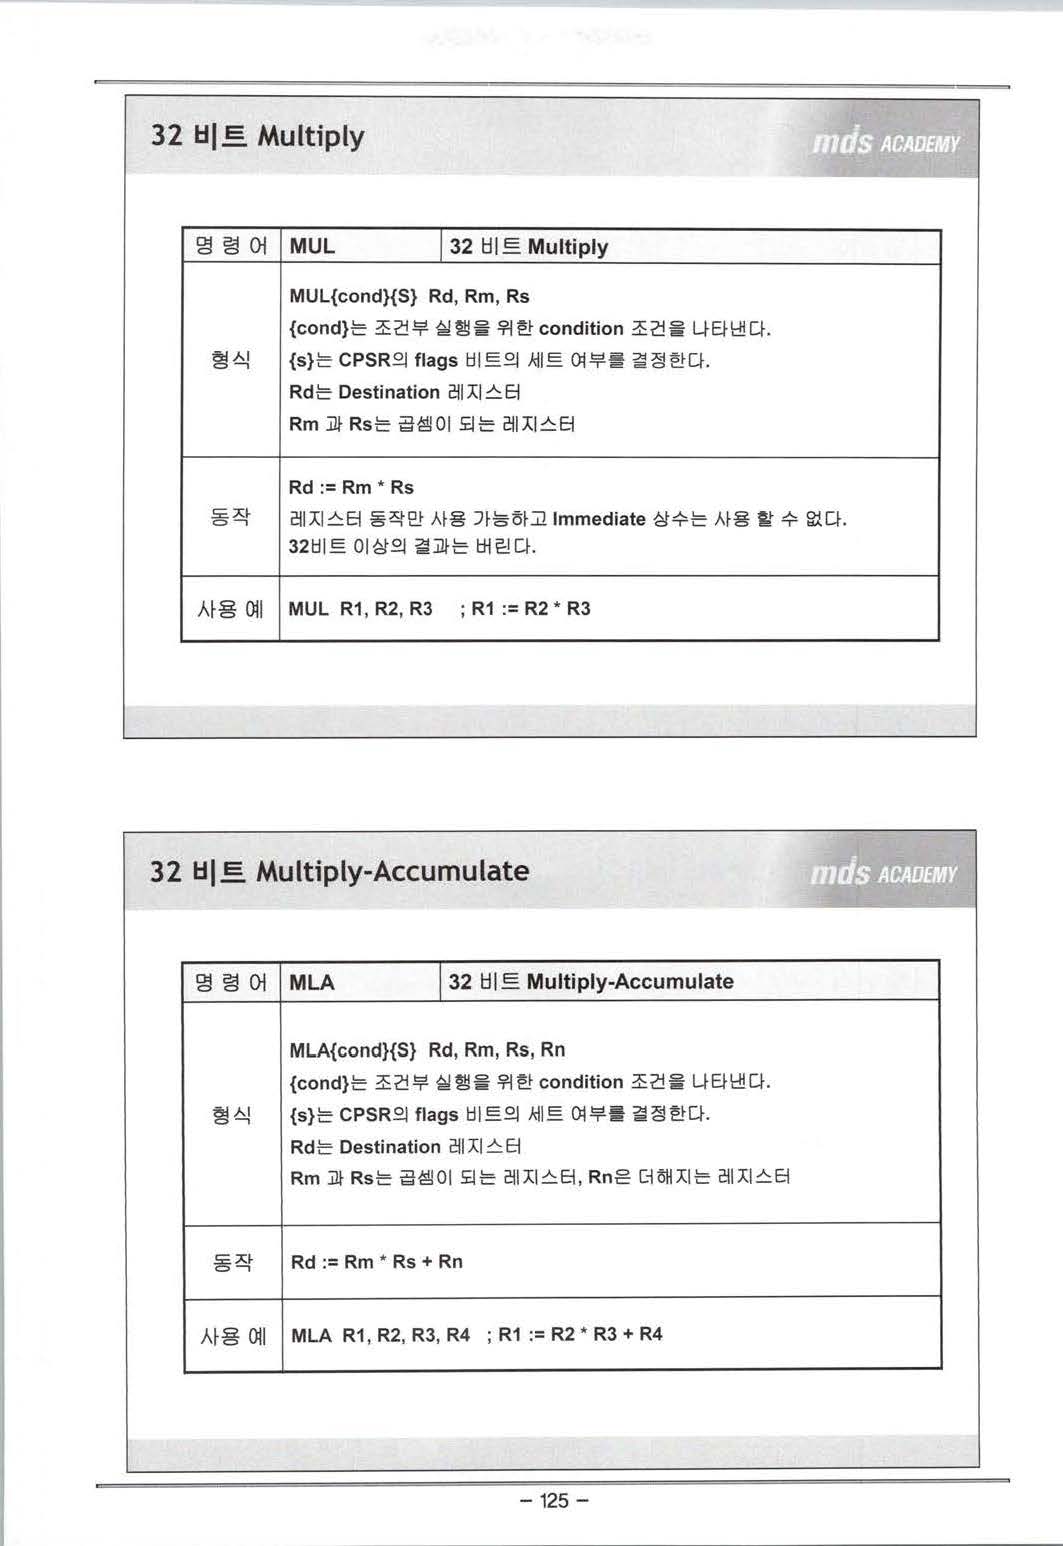 32 비트 Multiply
mds ACADEMY
명 령 어 MUL 32 비트 Multiply
형식
MUL{cond}{S} Rd, Rm, Rs
{cond}는 조건부 실행을 위한 condition 조건을 나타낸다.
{s}는 CPSR의 flags 비트의 세트 여부를 결정한다.
Rd는 Destination 레지스터
Rm 과 Rs는 곱셈이 되는 레지스터
동작
Rd := Rm * Rs
레지스터 동작만 사용 가능하고 Immediate 상수는 사용 할 수 없다.
32비트 이상의 결과는 버린다.
사용 예 MUL R1, R2, R3 ; R1 := R2 * R3
32 비트 Multiply-Accumulate
mds ACADEMY
명 령 어 MLA 32 비트 Multiply-Accumulate
형식
MLA{cond}{S} Rd, Rm, Rs, Rn
{cond}는 조건부 실행을 위한 condition 조건을 나타낸다.
{s}는 CPSR의 flags 비트의 세트 여부를 결정한다.
Rd는 Destination 레지스터
Rm 과 Rs는 곱셈이 되는 레지스터, Rn은 더해지는 레지스터
동작 Rd := Rm * Rs + Rn
사용 예 MLA R1, R2, R3, R4 ; R1 := R2 * R3 + R4
- 125 -